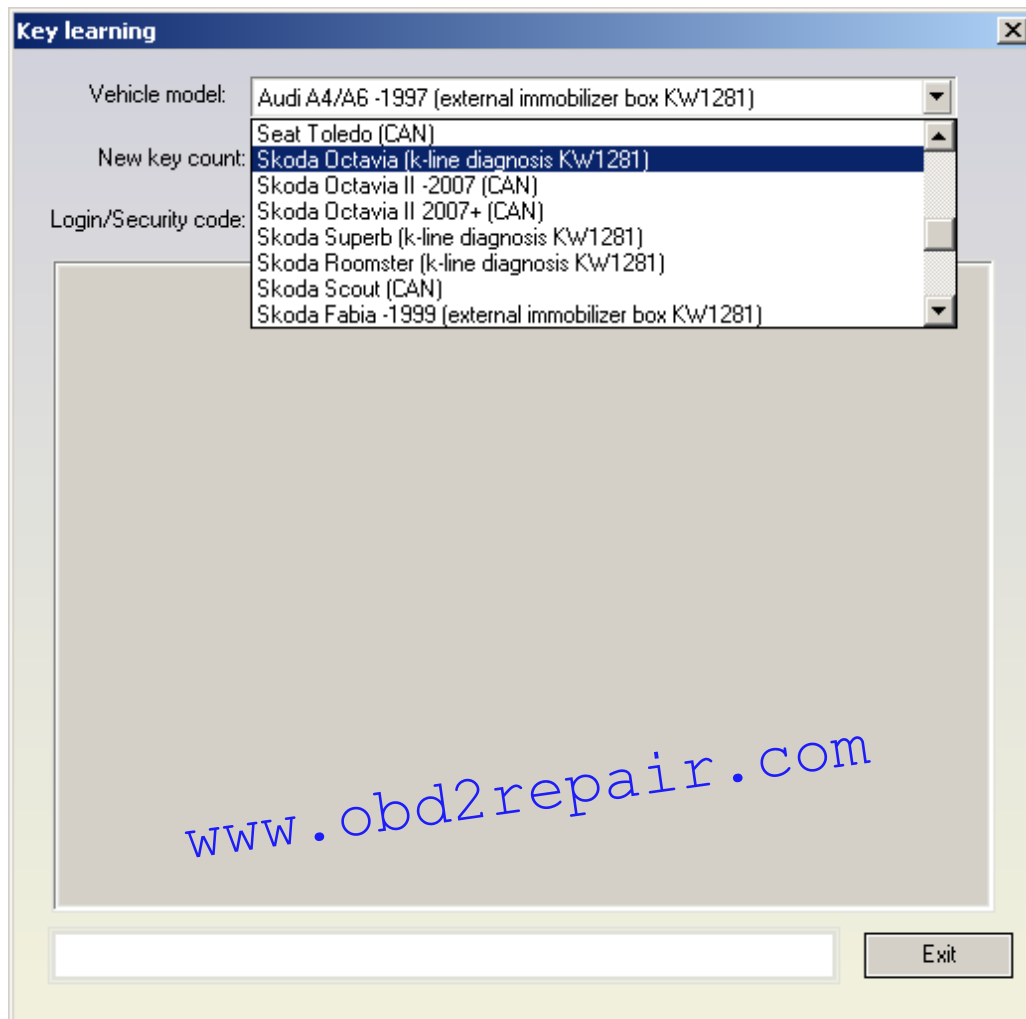 Key learning
Vehicle model:
Audi A4/A6 -1997 (external immobilizer box KW1281)
Seat Toledo (CAN)
New key count:
Skoda Octavia (k-line diagnosis KW1281)
Skoda Octavia II -2007 (CAN)
Skoda Octavia II 2007+ (CAN)
Login/Security code:
Skoda Superb (k-line diagnosis KW1281)
Skoda Roomster (k-line diagnosis KW1281)
Skoda Scout (CAN)
Skoda Fabia -1999 (external immobilizer box KW1281)
www.obd2repair.com
Exit